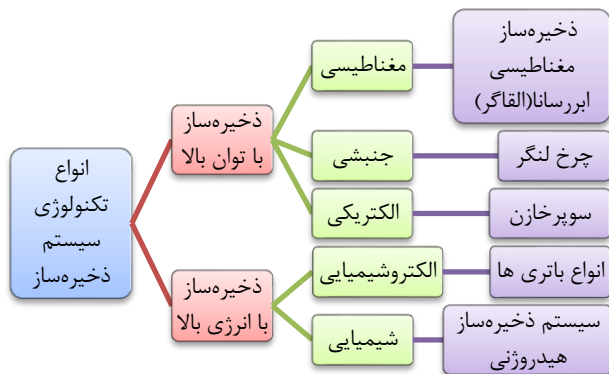 انواع
تکنولوژی
سیستم
ذخیره‌ساز
ذخیره‌ساز
با توان بالا
مغناطیسی
ذخیره‌ساز
مغناطیسی
ابررسانا(القاگر)
جنبشی
چرخ لنگر
الکتریکی
سوپرخازن
ذخیره‌ساز
با انرژی بالا
الکتروشیمیایی
انواع باتری ها
شیمیایی
سیستم ذخیره‌ساز
هیدروژنی